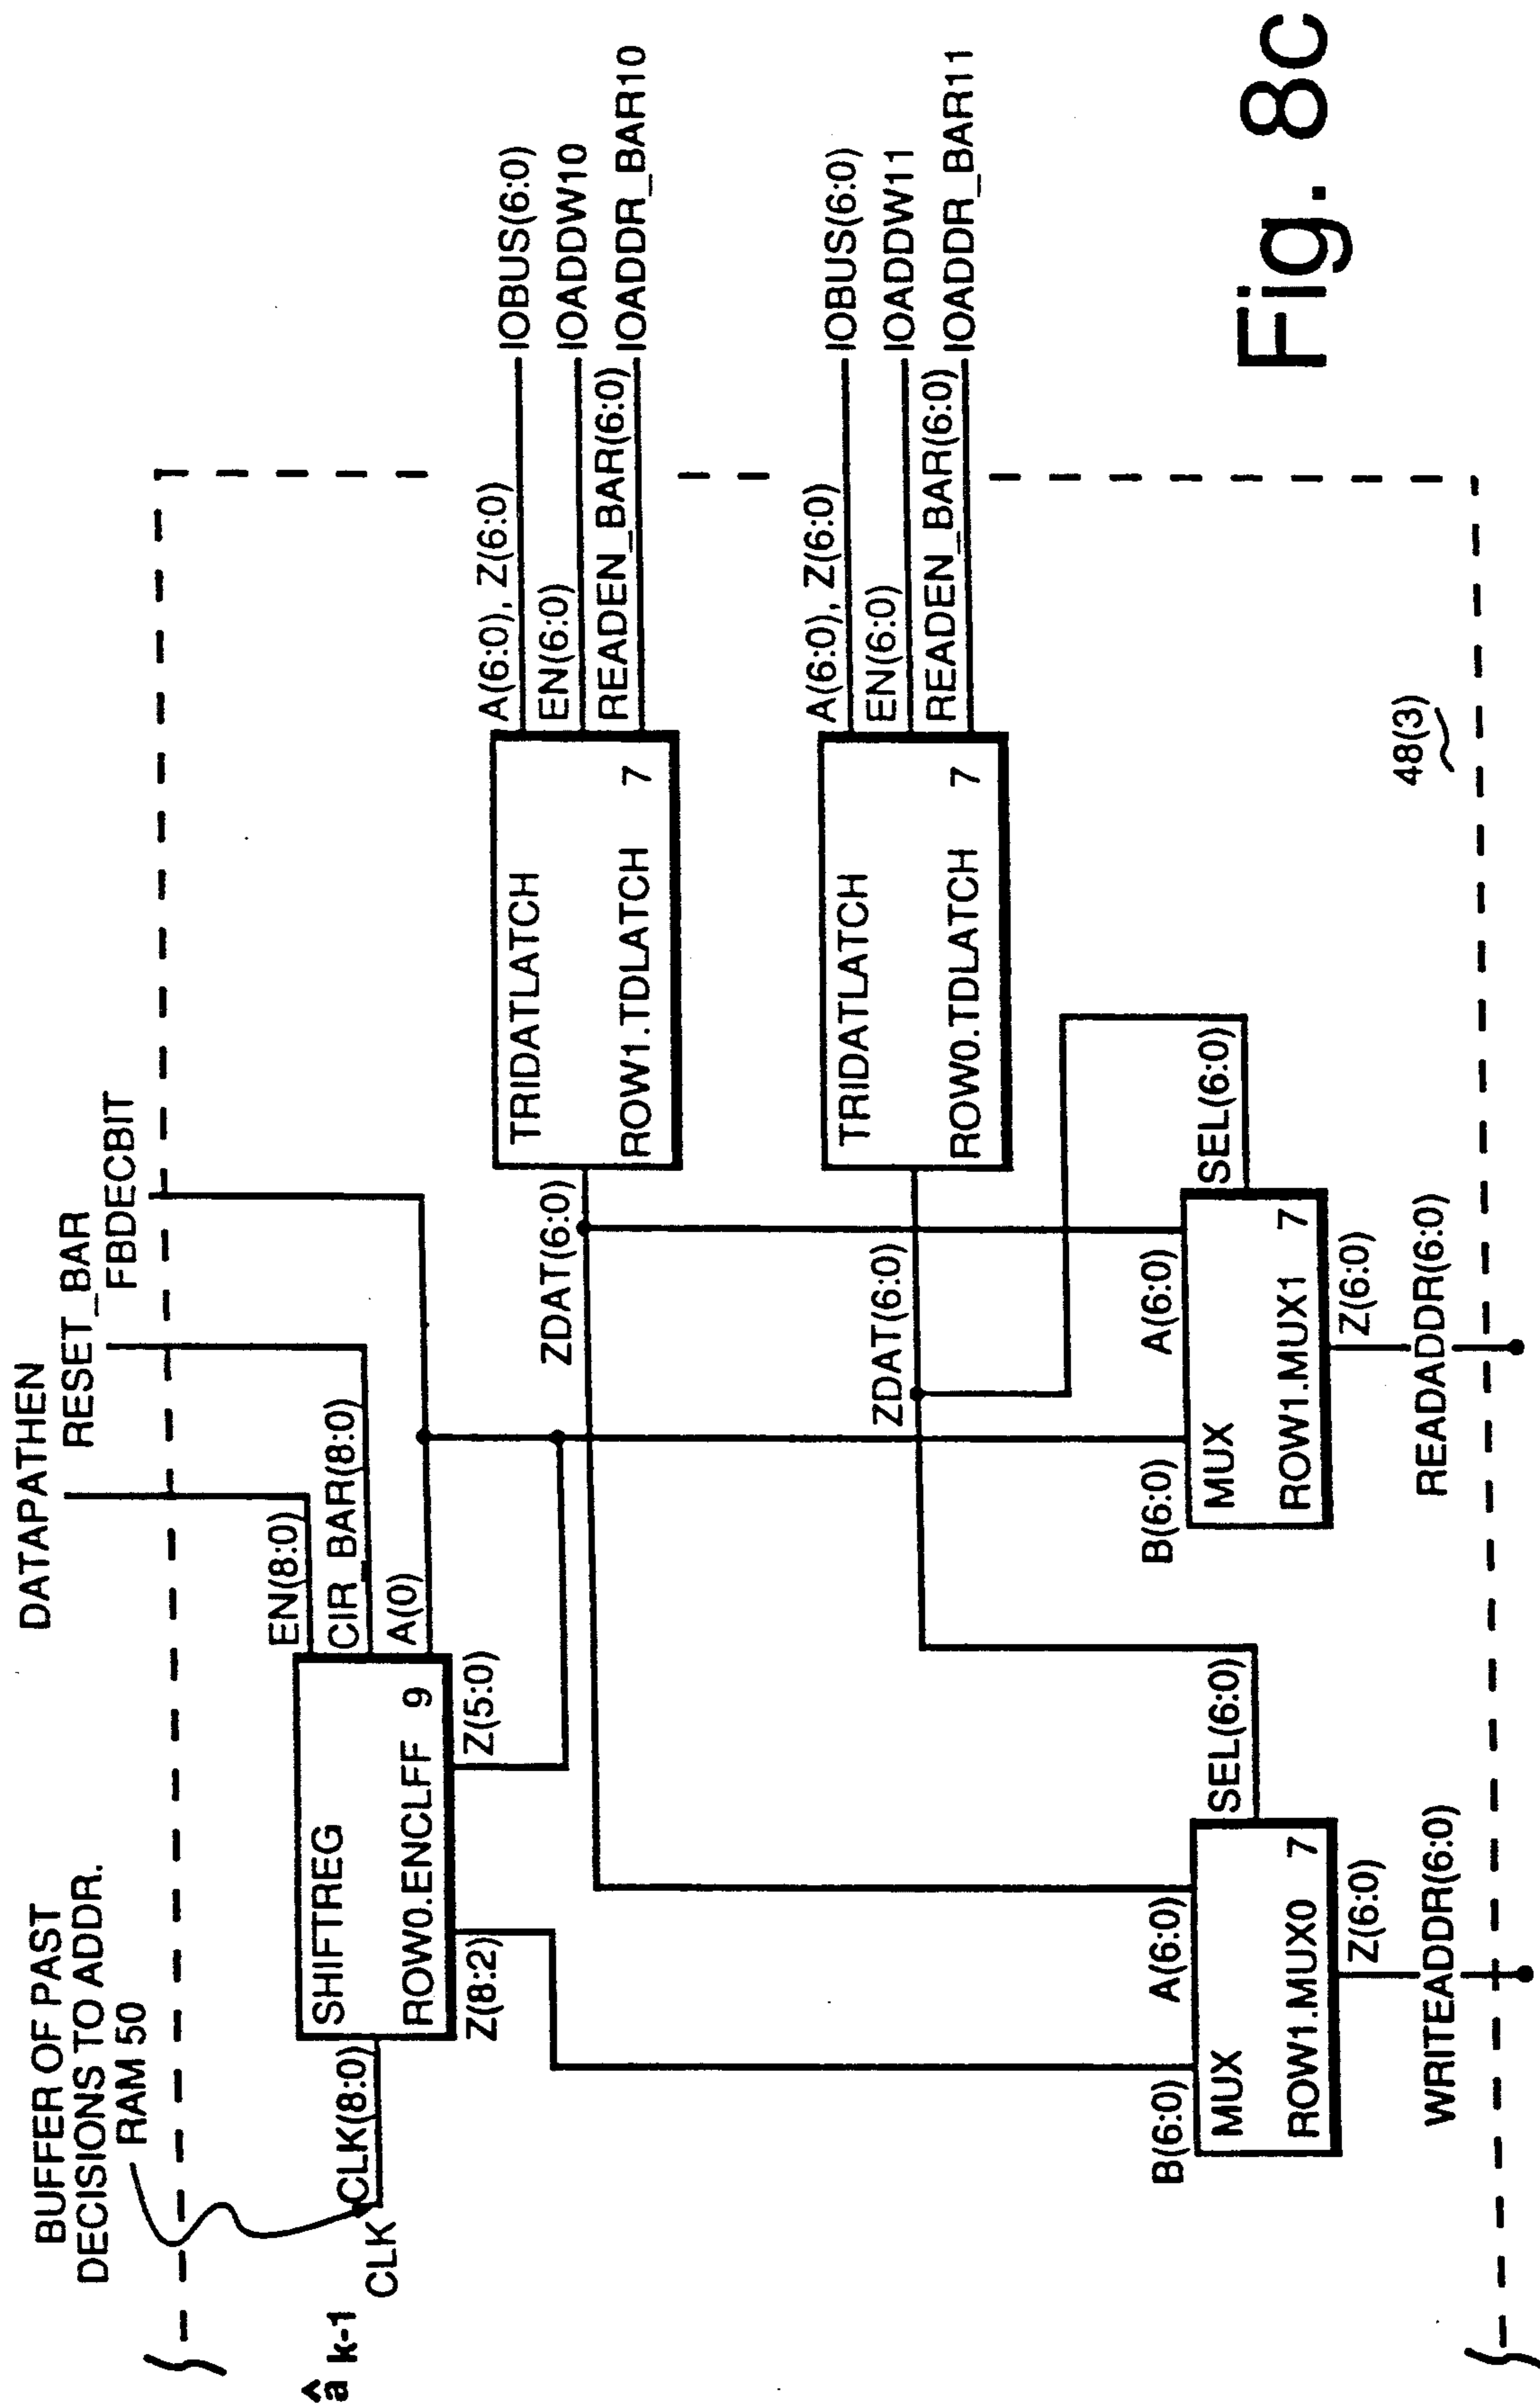 BUFFER OF PAST
DECISIONS TO ADDR.
RAM 50
DATAPATHEN
RESET_BAR
FBDECBIT
â k-1
CLK
CLK(8:0)
EN(8:0)
CIR_BAR(8:0)
A(0)
SHIFTREG
ROW0.ENCLFF 9
Z(8:2)
Z(5:0)
ZDAT(6:0)
TRIDATLATCH
ROW1.TDLATCH 7
A(6:0), Z(6:0)
EN(6:0)
READEN_BAR(6:0)
IOBUS(6:0)
IOADDW10
IOADDR_BAR10
ZDAT(6:0)
TRIDATLATCH
ROW0.TDLATCH 7
A(6:0), Z(6:0)
EN(6:0)
READEN_BAR(6:0)
IOBUS(6:0)
IOADDW11
IOADDR_BAR11
B(6:0)
A(6:0)
SEL(6:0)
MUX
ROW1.MUX0 7
Z(6:0)
WRITEADDR(6:0)
B(6:0)
A(6:0)
SEL(6:0)
MUX
ROW1.MUX1 7
Z(6:0)
READADDR(6:0)
48(3)
Fig. 8c